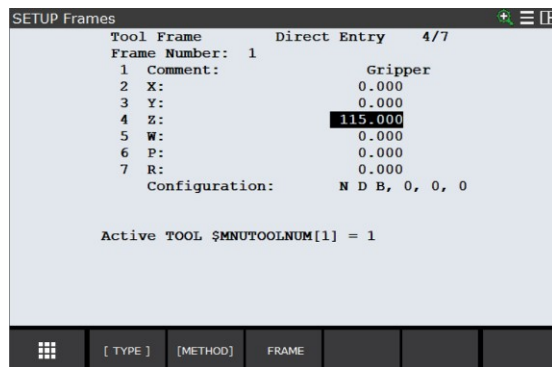 SETUP Frames
Tool Frame Direct Entry 4/7
Frame Number: 1
1 Comment: Gripper
2 X: 0.000
3 Y: 0.000
4 Z: 115.000
5 W: 0.000
6 P: 0.000
7 R: 0.000
Configuration: N D B, 0, 0, 0
Active TOOL $MNUTOOLNUM[1] = 1
[ TYPE ] [METHOD] FRAME